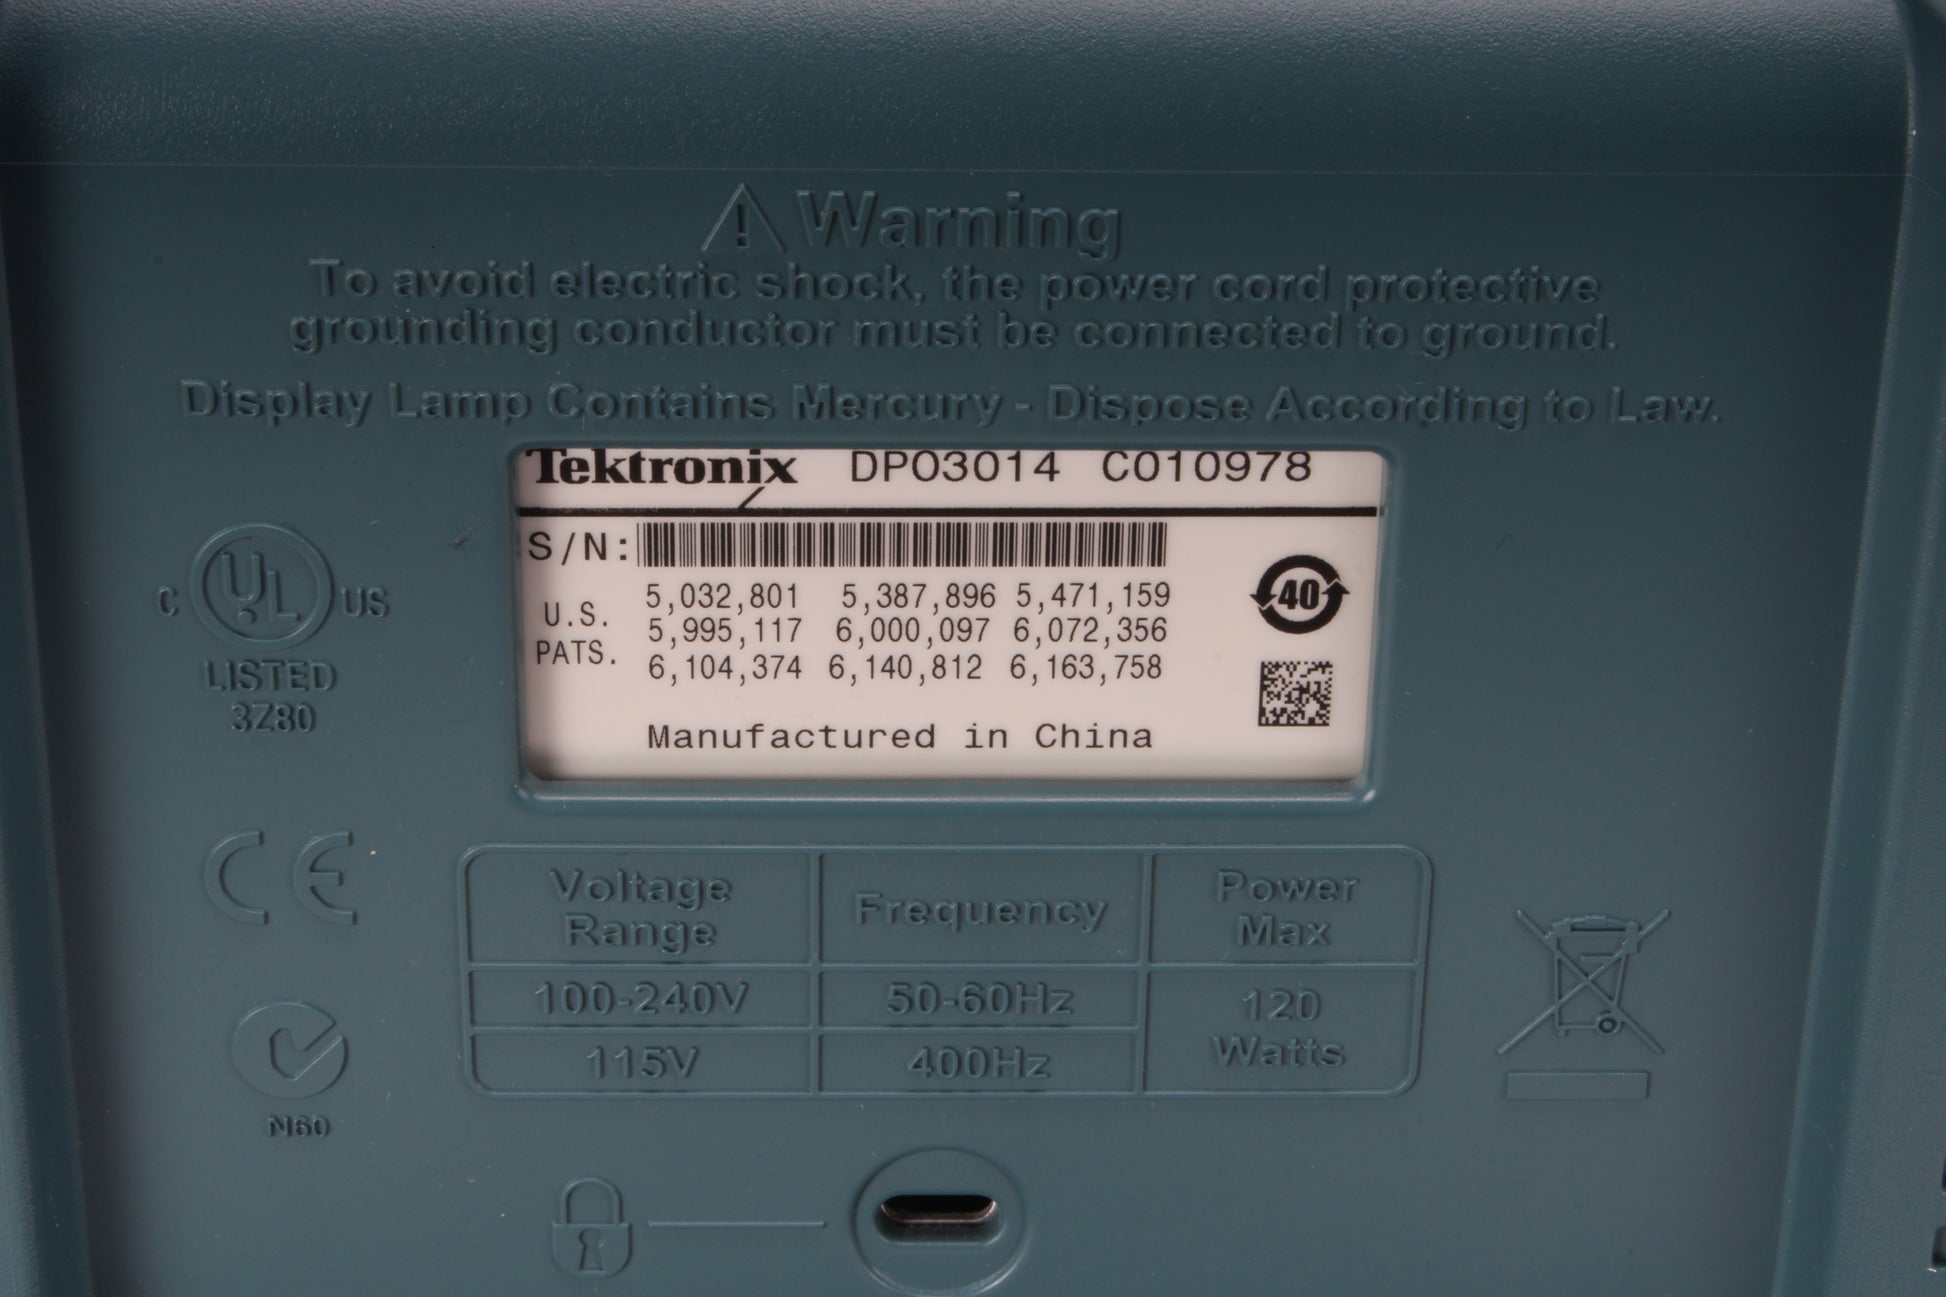 Warning
To avoid electric shock, the power cord protective
grounding conductor must be connected to ground.
Display Lamp Contains Mercury - Dispose According to Law.
Tektronix DPO3014 C010978
S/N:
U.S. PATS.
5,032,801 5,387,896 5,471,159
5,995,117 6,000,097 6,072,356
6,104,374 6,140,812 6,163,758
Manufactured in China
40
C UL US
LISTED
3Z80
CE
N60
Voltage Range Frequency Power Max
100-240V 50-60Hz 120 Watts
115V 400Hz